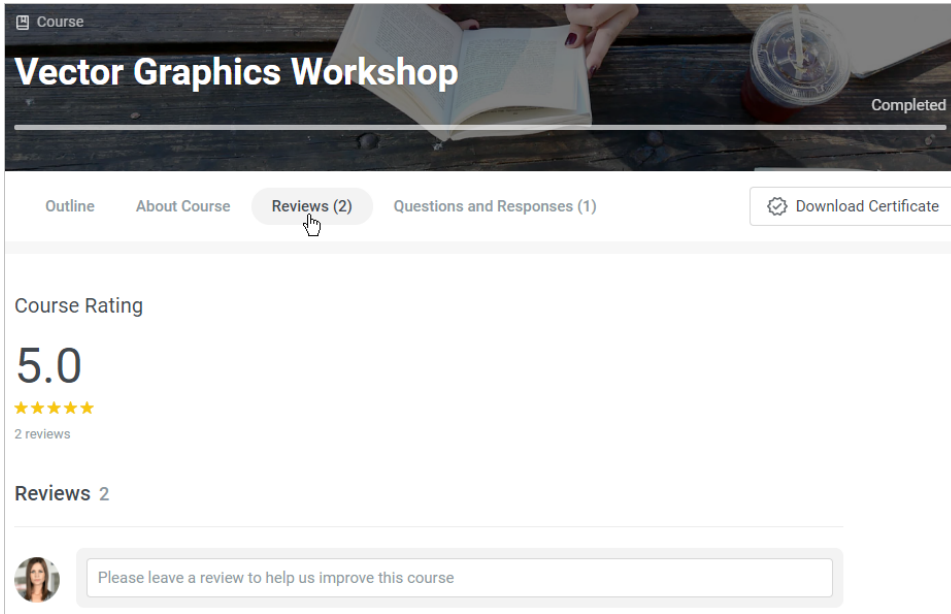 Course
Vector Graphics Workshop
Completed
Outline About Course Reviews (2) Questions and Responses (1) Download Certificate
Course Rating
5.0
2 reviews
Reviews 2
Please leave a review to help us improve this course